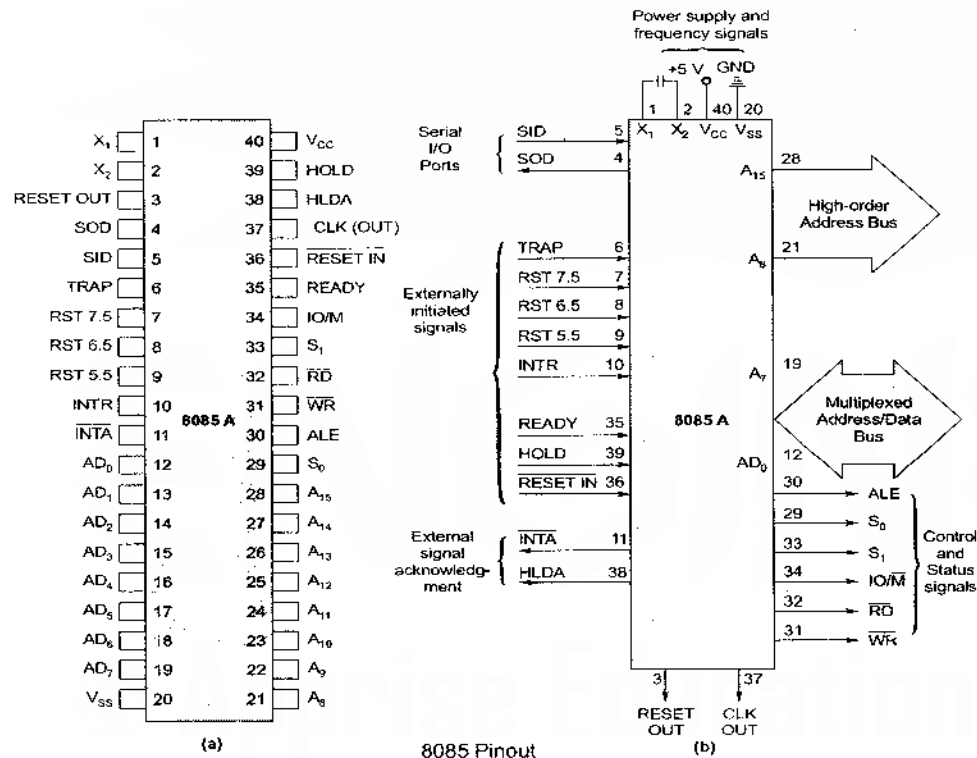 X1 1 40 VCC
X2 2 39 HOLD
RESET OUT 3 38 HLDA
SOD 4 37 CLK (OUT)
SID 5 36 RESET IN
TRAP 6 35 READY
RST 7.5 7 34 IO/M
RST 6.5 8 33 S1
RST 5.5 9 32 RD
INTR 10 31 WR
8085 A
INTA 11 30 ALE
AD0 12 29 S0
AD1 13 28 A15
AD2 14 27 A14
AD3 15 26 A13
AD4 16 25 A12
AD5 17 24 A11
AD6 18 23 A10
AD7 19 22 A9
VSS 20 21 A8
(a)
Power supply and
frequency signals
+5 V GND
1 2 40 20
X1 X2 VCC VSS
Serial
I/O
Ports
SID 5
SOD 4
A15 28
High-order
Address Bus
A8 21
Externally
initiated
signals
TRAP 6
RST 7.5 7
RST 6.5 8
RST 5.5 9
INTR 10
READY 35
HOLD 39
RESET IN 36
8085 A
A7 19
Multiplexed
Address/Data
Bus
AD0 12
External
signal
acknowledg-
ment
INTA 11
HLDA 38
30 ALE
29 S0
33 S1
34 IO/M
32 RD
31 WR
Control
and
Status
signals
3 37
RESET
OUT
CLK
OUT
(b)
8085 Pinout
Apprise Education